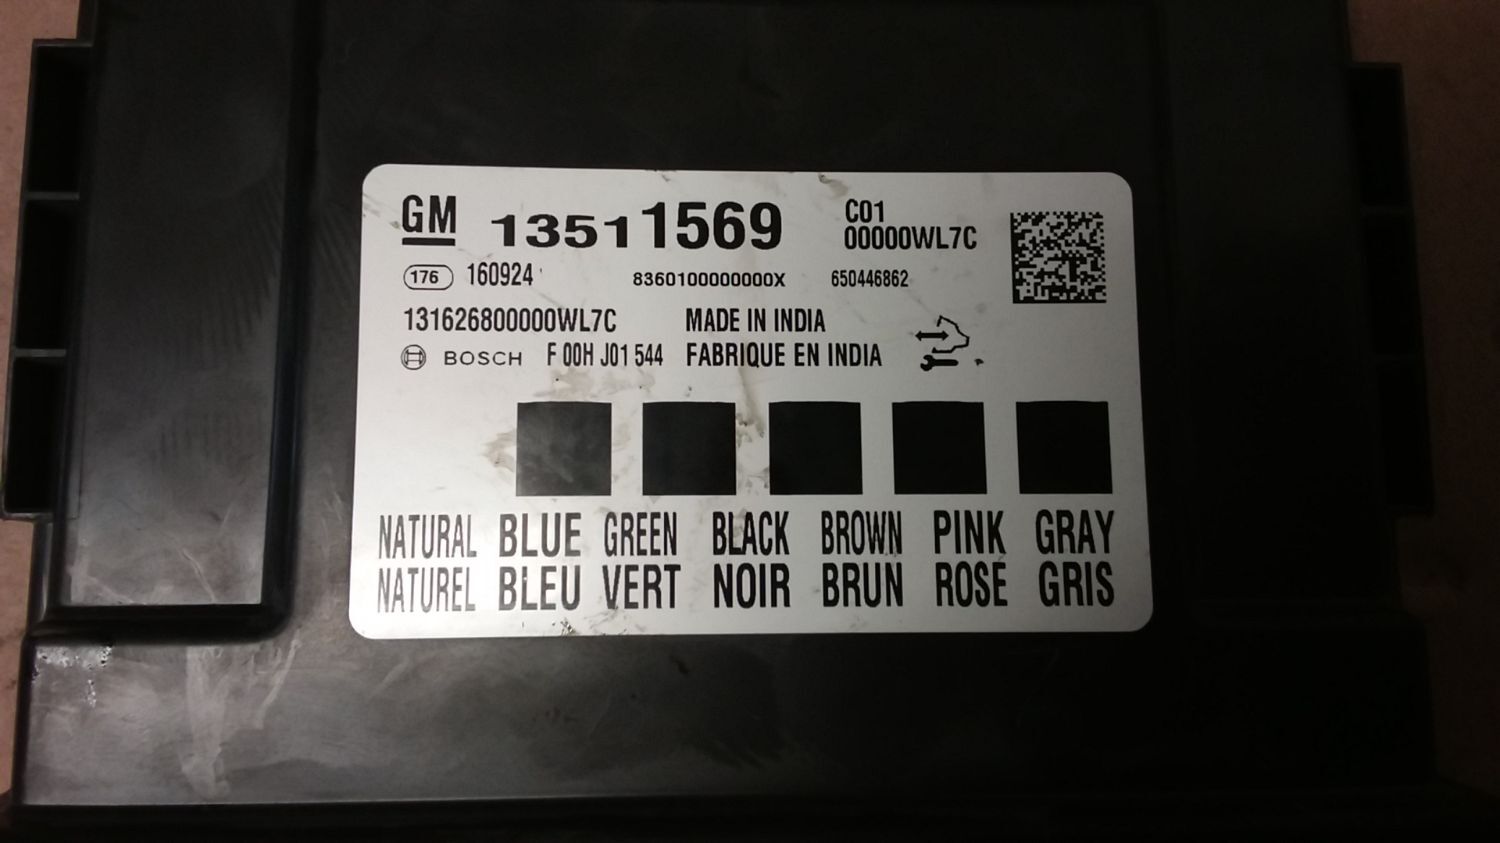 GM 13511569 C01
00000WL7C
176 160924 8360100000000X 650446862
131626800000WL7C MADE IN INDIA
BOSCH F 00H J01 544 FABRIQUE EN INDIA
NATURAL BLUE GREEN BLACK BROWN PINK GRAY
NATUREL BLEU VERT NOIR BRUN ROSE GRIS